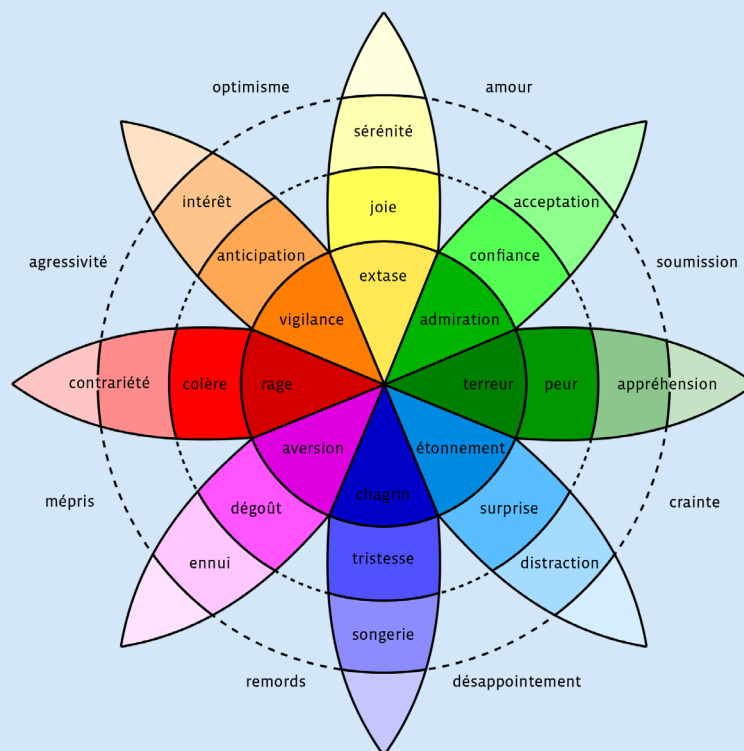 optimisme
amour
sérénité
intérêt
acceptation
joie
anticipation
confiance
agressivité
soumission
extase
vigilance
admiration
contrariété
colère
rage
terreur
peur
appréhension
aversion
étonnement
chagrin
mépris
crainte
dégoût
surprise
tristesse
ennui
distraction
songerie
remords
désappointement